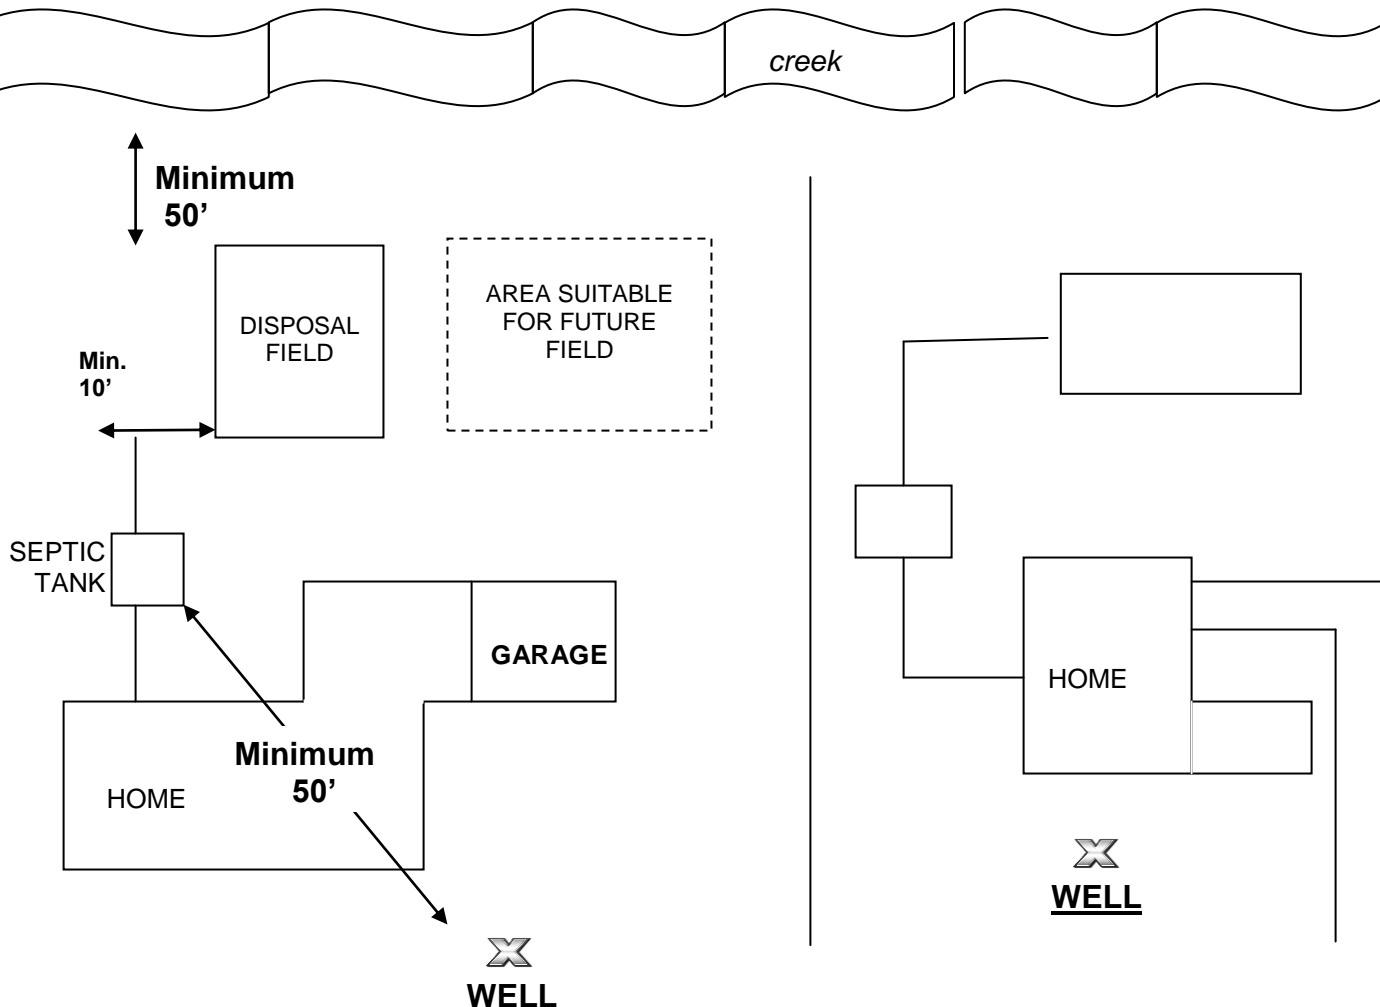 creek
Minimum
50’
DISPOSAL
FIELD
AREA SUITABLE
FOR FUTURE
FIELD
Min.
10’
SEPTIC
TANK
GARAGE
HOME
Minimum
50’
HOME
X
WELL
X
WELL